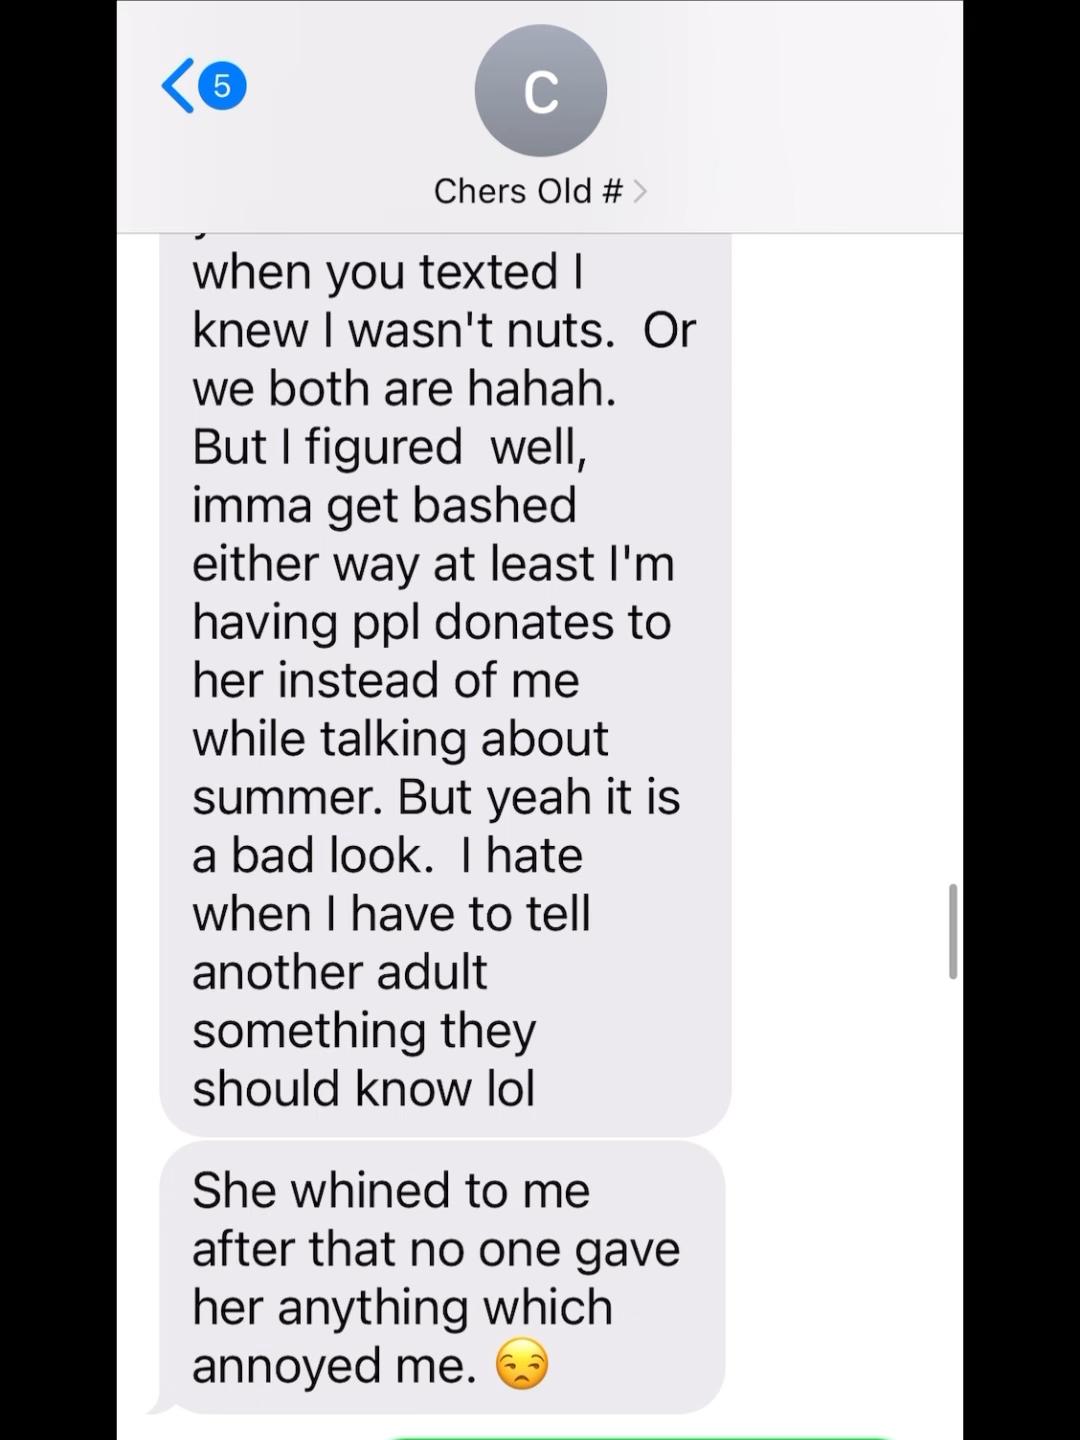 5
C
Chers Old #
when you texted I
knew I wasn't nuts.  Or
we both are hahah.
But I figured  well,
imma get bashed
either way at least I'm
having ppl donates to
her instead of me
while talking about
summer. But yeah it is
a bad look.  I hate
when I have to tell
another adult
something they
should know lol
She whined to me
after that no one gave
her anything which
annoyed me. 😒